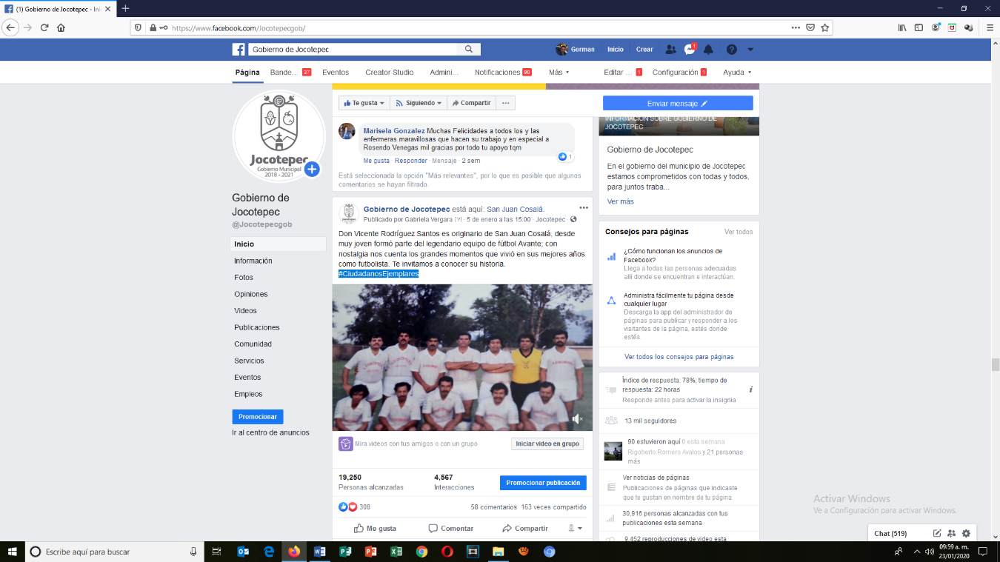 (1) Gobierno de Jocotepec - Inic
https://www.facebook.com/Jocotepecgob/
Gobierno de Jocotepec
German Inicio Crear 1
Página Bande... 37 Eventos Creator Studio Admini... Notificaciones 90 Más Editar ... 1 Configuración 1 Ayuda
Jocotepec
Gobierno Municipal
2018 - 2021
Gobierno de
Jocotepec
@Jocotepecgob
Inicio
Información
Fotos
Opiniones
Videos
Publicaciones
Comunidad
Servicios
Eventos
Empleos
Promocionar
Ir al centro de anuncios
Te gusta Siguiendo Compartir ...
Marisela Gonzalez Muchas Felicidades a todos los y las
enfermeras maravillosas que hacen su trabajo y en especial a
Rosendo Venegas mil gracias por todo tu apoyo tqm
1
Me gusta · Responder · Mensaje · 2 sem
Está seleccionada la opción "Más relevantes", por lo que es posible que algunos
comentarios se hayan filtrado.
Gobierno de Jocotepec está aquí: San Juan Cosalá.
Publicado por Gabriela Vergara [?] · 5 de enero a las 15:00 · Jocotepec ·
Don Vicente Rodríguez Santos es originario de San Juan Cosalá, desde
muy joven formó parte del legendario equipo de fútbol Avante; con
nostalgia nos cuenta los grandes momentos que vivió en sus mejores años
como futbolista. Te invitamos a conocer su historia.
#CiudadanosEjemplares
Mira videos con tus amigos o con un grupo
Iniciar video en grupo
19,250
Personas alcanzadas
4,567
Interacciones
Promocionar publicación
308
58 comentarios 163 veces compartido
Me gusta Comentar Compartir
Enviar mensaje
INFORMACIÓN SOBRE GOBIERNO DE
JOCOTEPEC
Gobierno de Jocotepec
En el gobierno del municipio de Jocotepec
estamos comprometidos con todas y todos,
para juntos traba...
Ver más
Consejos para páginas Ver todos
¿Cómo funcionan los anuncios de
Facebook?
Llega a todas las personas adecuadas
allí donde se encuentran e interactúan.
Administra fácilmente tu página desde
cualquier lugar
Descarga la app del administrador de
páginas para publicar y responder a los
visitantes de la página, estés donde
estés.
Ver todos los consejos para páginas
Índice de respuesta: 78%; tiempo de
respuesta: 22 horas
Responde antes para activar la insignia
13 mil seguidores
90 estuvieron aquí 0 esta semana
Rigoberto Romero Avalos y 21 personas
más
Ver noticias de páginas
Publicaciones de páginas que indicaste
que te gustan en nombre de tu página
30,916 personas alcanzadas con tus
publicaciones esta semana
9,452 reproducciones de video esta
Activar Windows
Ve a Configuración para activar Windows.
Chat (519)
Escribe aquí para buscar
09:59 a. m.
23/01/2020